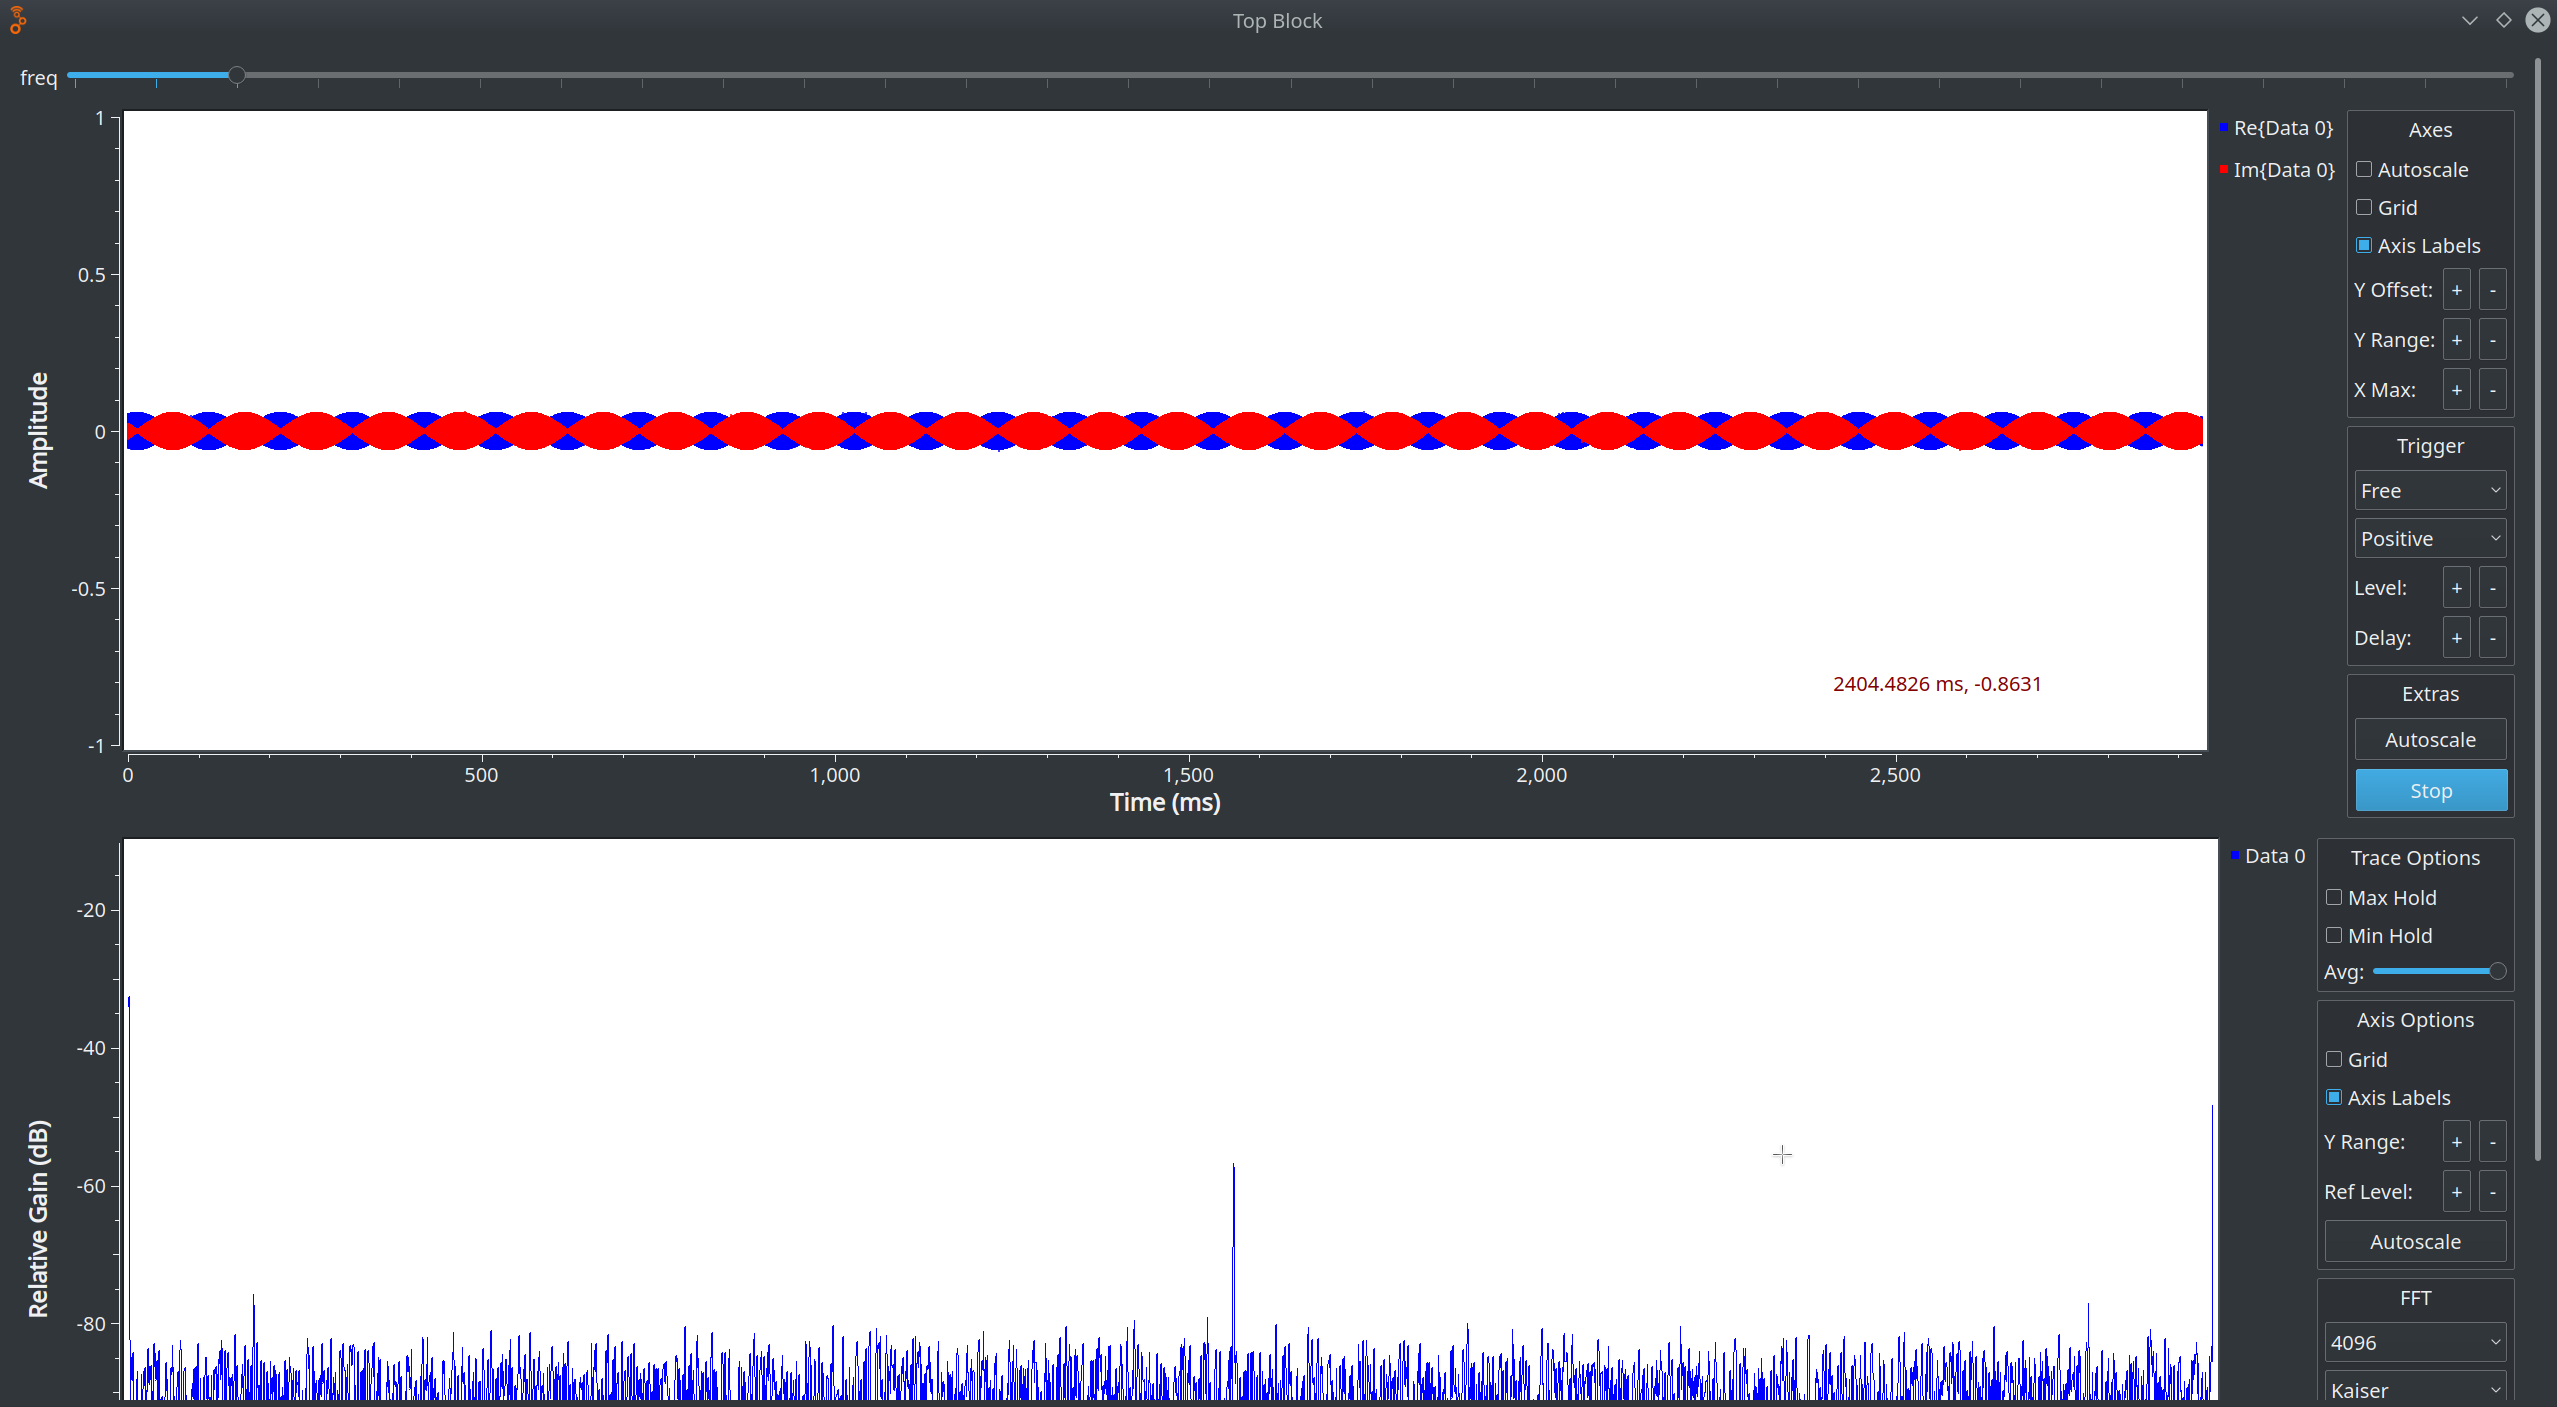 Top Block
freq
1
0.5
0
-0.5
-1
Amplitude
2404.4826 ms, -0.8631
0
500
1,000
1,500
2,000
2,500
Time (ms)
Re{Data 0}
Im{Data 0}
Axes
Autoscale
Grid
Axis Labels
Y Offset: + -
Y Range: + -
X Max: + -
Trigger
Free
Positive
Level: + -
Delay: + -
Extras
Autoscale
Stop
-20
-40
-60
-80
Relative Gain (dB)
Data 0
Trace Options
Max Hold
Min Hold
Avg:
Axis Options
Grid
Axis Labels
Y Range: + -
Ref Level: + -
Autoscale
FFT
4096
Kaiser